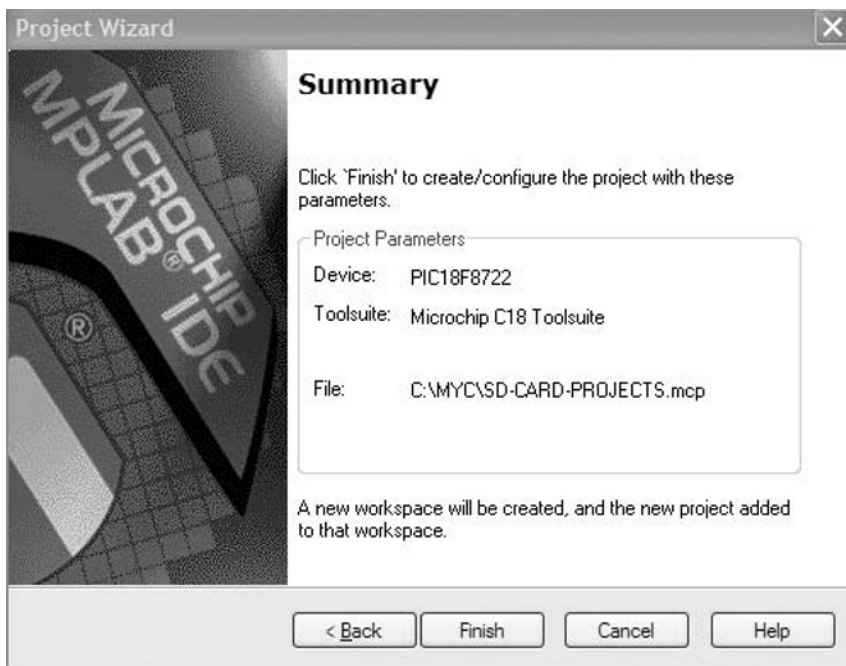 Project Wizard
MICROCHIP
MPLAB® IDE
®
Summary
Click `Finish' to create/configure the project with these
parameters.
Project Parameters
Device: PIC18F8722
Toolsuite: Microchip C18 Toolsuite
File: C:\MYC\SD-CARD-PROJECTS.mcp
A new workspace will be created, and the new project added
to that workspace.
< Back Finish Cancel Help